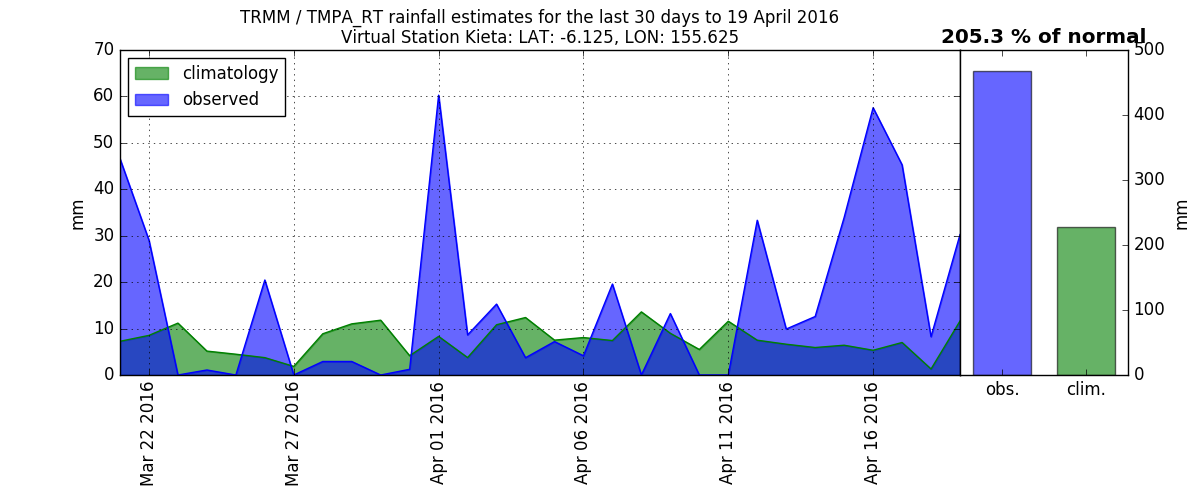 TRMM / TMPA_RT rainfall estimates for the last 30 days to 19 April 2016
Virtual Station Kieta: LAT: -6.125, LON: 155.625
205.3 % of normal
climatology
observed
70
60
50
40
30
20
10
0
mm
Mar 22 2016
Mar 27 2016
Apr 01 2016
Apr 06 2016
Apr 11 2016
Apr 16 2016
500
400
300
200
100
0
mm
obs.
clim.